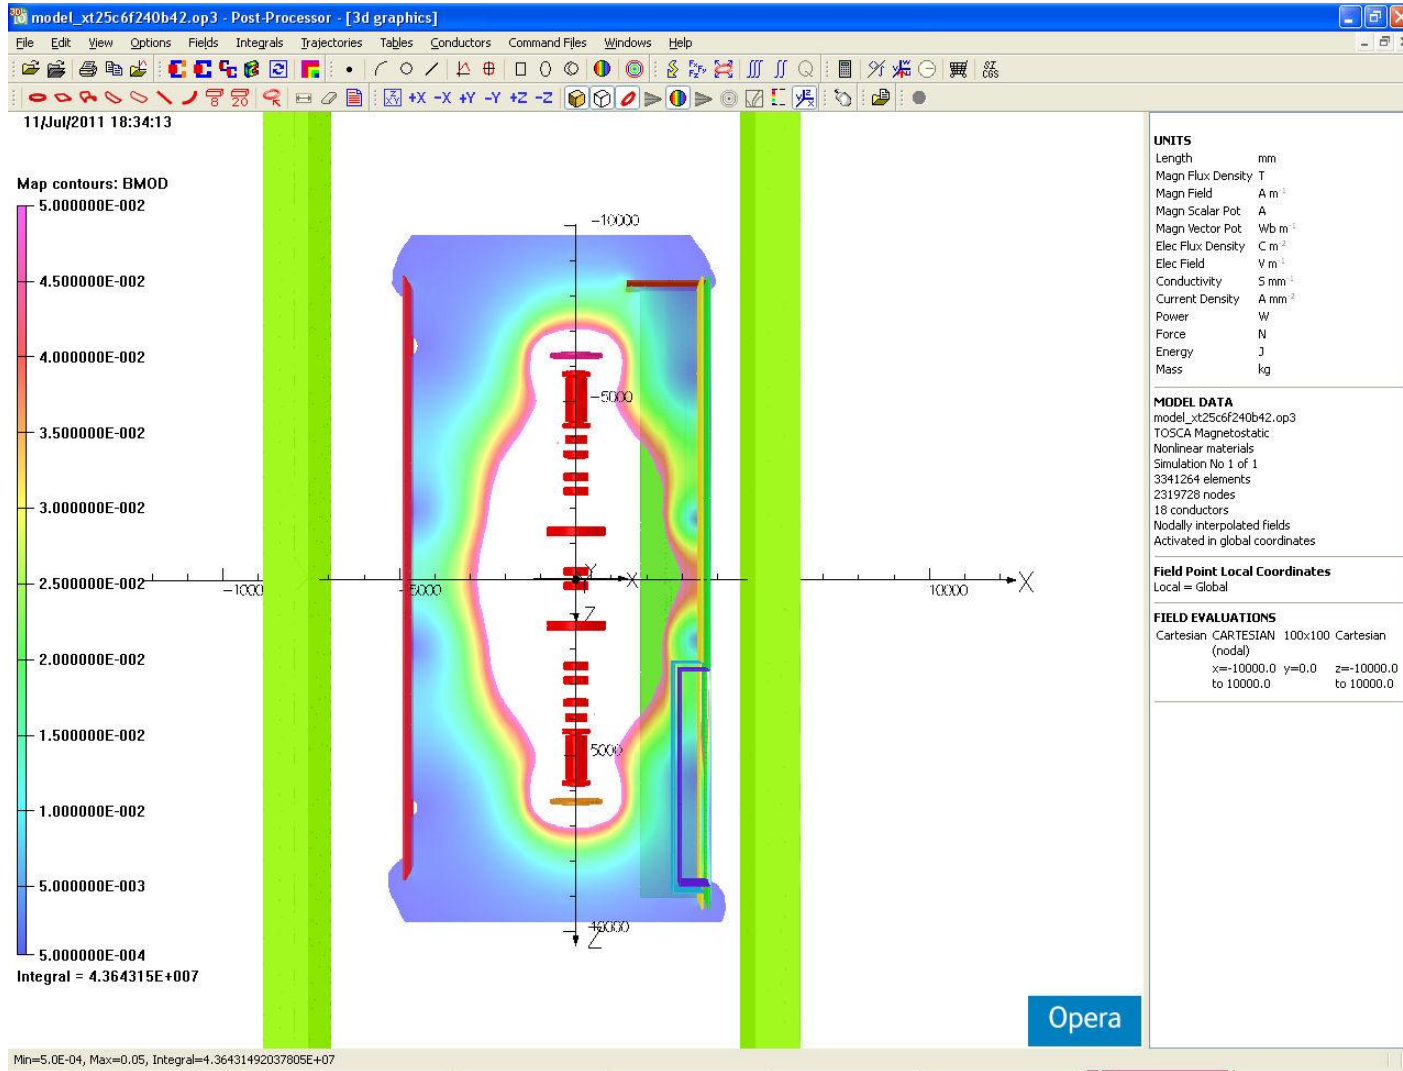 model_xt25c6f240b42.op3 - Post-Processor - [3d graphics]
File Edit View Options Fields Integrals Trajectories Tables Conductors Command Files Windows Help
+X -X +Y -Y +Z -Z
11/Jul/2011 18:34:13
Map contours: BMOD
5.000000E-002
4.500000E-002
4.000000E-002
3.500000E-002
3.000000E-002
2.500000E-002
2.000000E-002
1.500000E-002
1.000000E-002
5.000000E-003
5.000000E-004
Integral = 4.364315E+007
-10000
-5000
-5000
10000
X
X
Y
Z
5000
Z
UNITS
Length mm
Magn Flux Density T
Magn Field A m⁻¹
Magn Scalar Pot A
Magn Vector Pot Wb m⁻¹
Elec Flux Density C m⁻²
Elec Field V m⁻¹
Conductivity S mm⁻¹
Current Density A mm⁻²
Power W
Force N
Energy J
Mass kg
MODEL DATA
model_xt25c6f240b42.op3
TOSCA Magnetostatic
Nonlinear materials
Simulation No 1 of 1
3341264 elements
2319728 nodes
18 conductors
Nodally interpolated fields
Activated in global coordinates
Field Point Local Coordinates
Local = Global
FIELD EVALUATIONS
Cartesian CARTESIAN 100x100 Cartesian
(nodal)
x=-10000.0 y=0.0 z=-10000.0
to 10000.0 to 10000.0
Opera
Min=5.0E-04, Max=0.05, Integral=4.36431492037805E+07